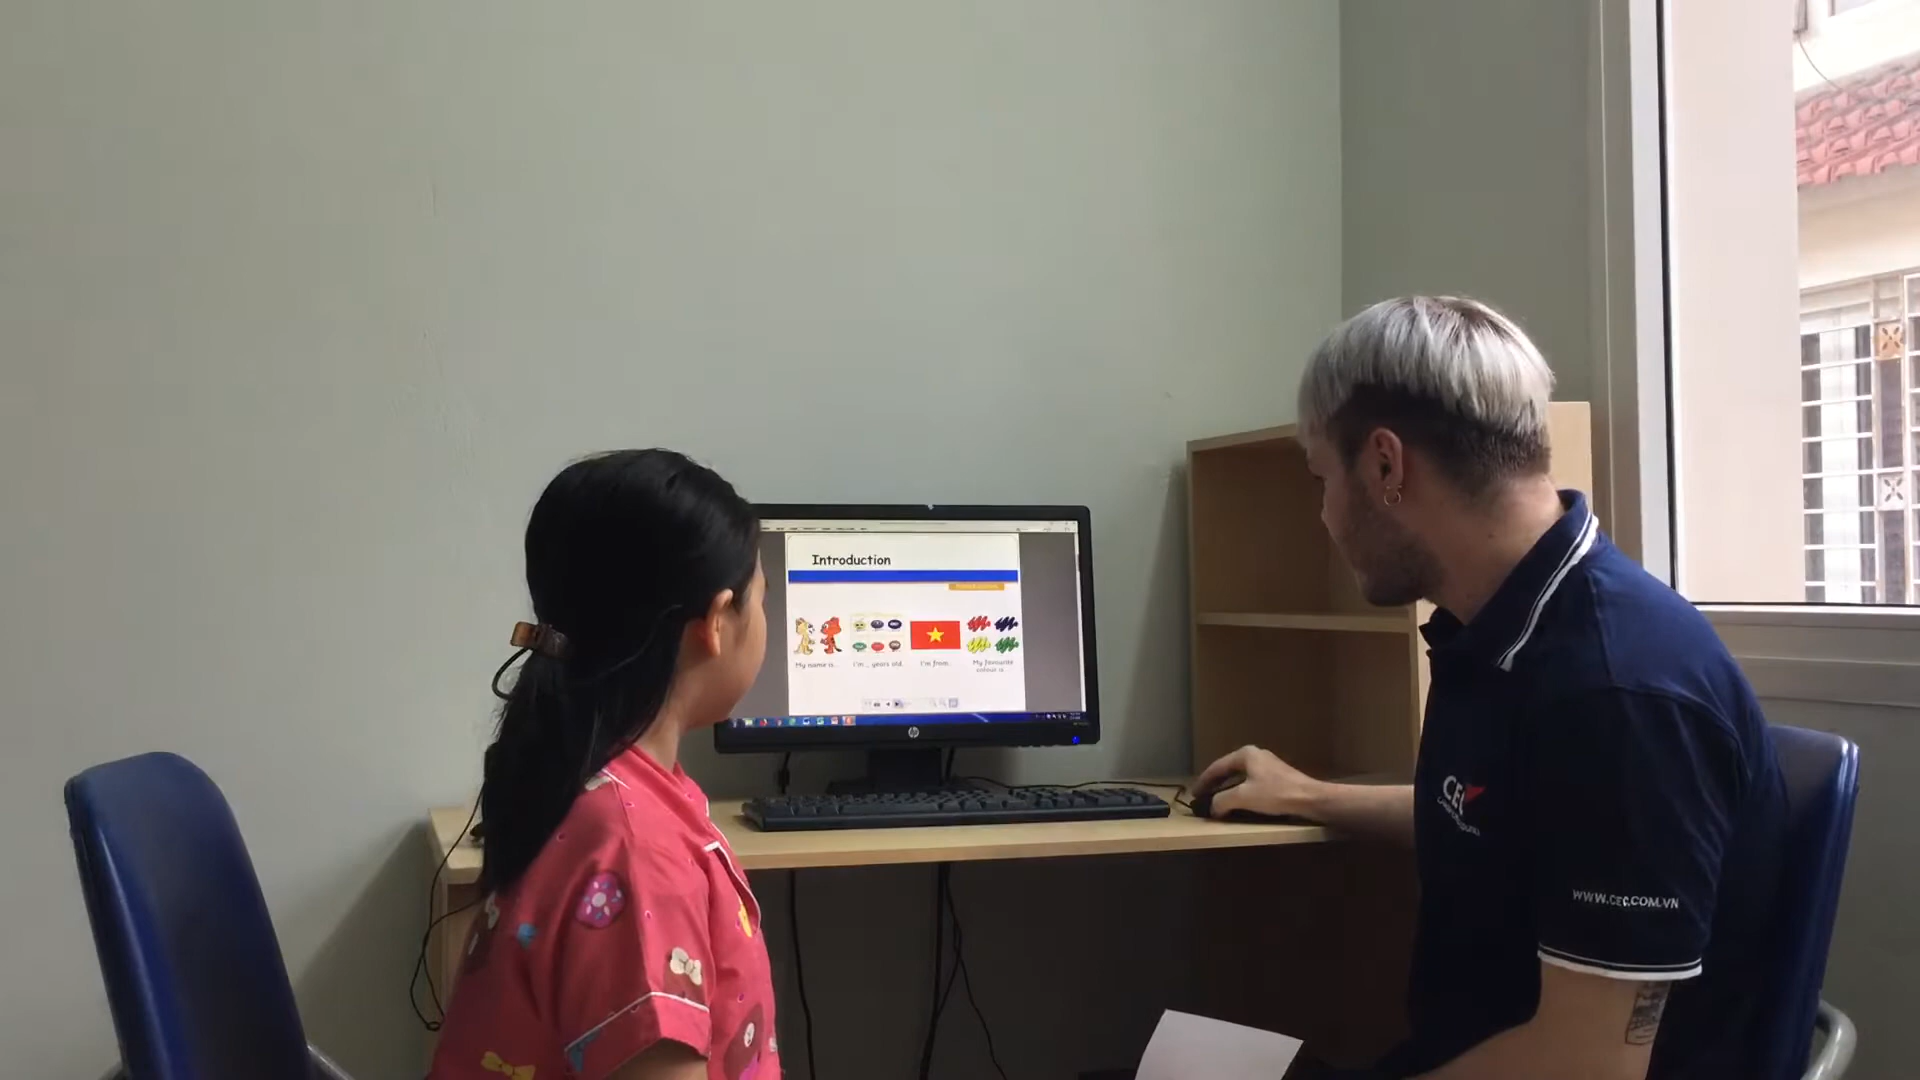 Introduction
My name is...
I'm ... years old.
I'm from...
My favourite
colour is...
hp
CEC
WWW.CEC.COM.VN